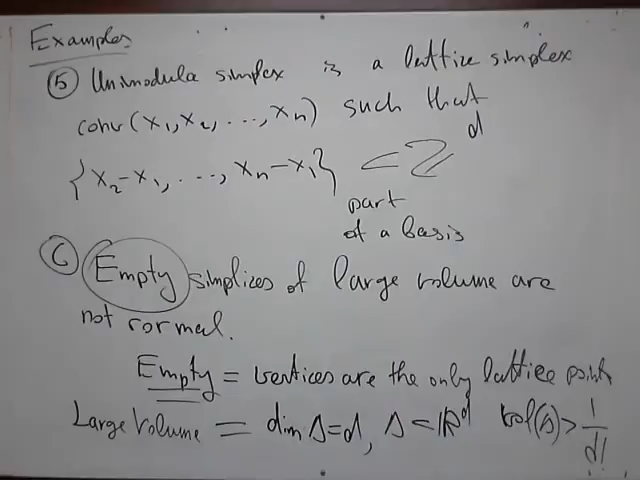 Examples
⑤ Unimodula simplex is a lattice simplex
conv(x₁,x₂,...,xₙ) such that
{x₂-x₁,...,xₙ-x₁} ⊂ ℤᵈ
part
of a basis
⑥ Empty simplices of large volume are
not normal.
Empty = vertices are the only lattice points
Large Volume = dim Δ=d, Δ⊂ℝᵈ vol(Δ)>1/d!